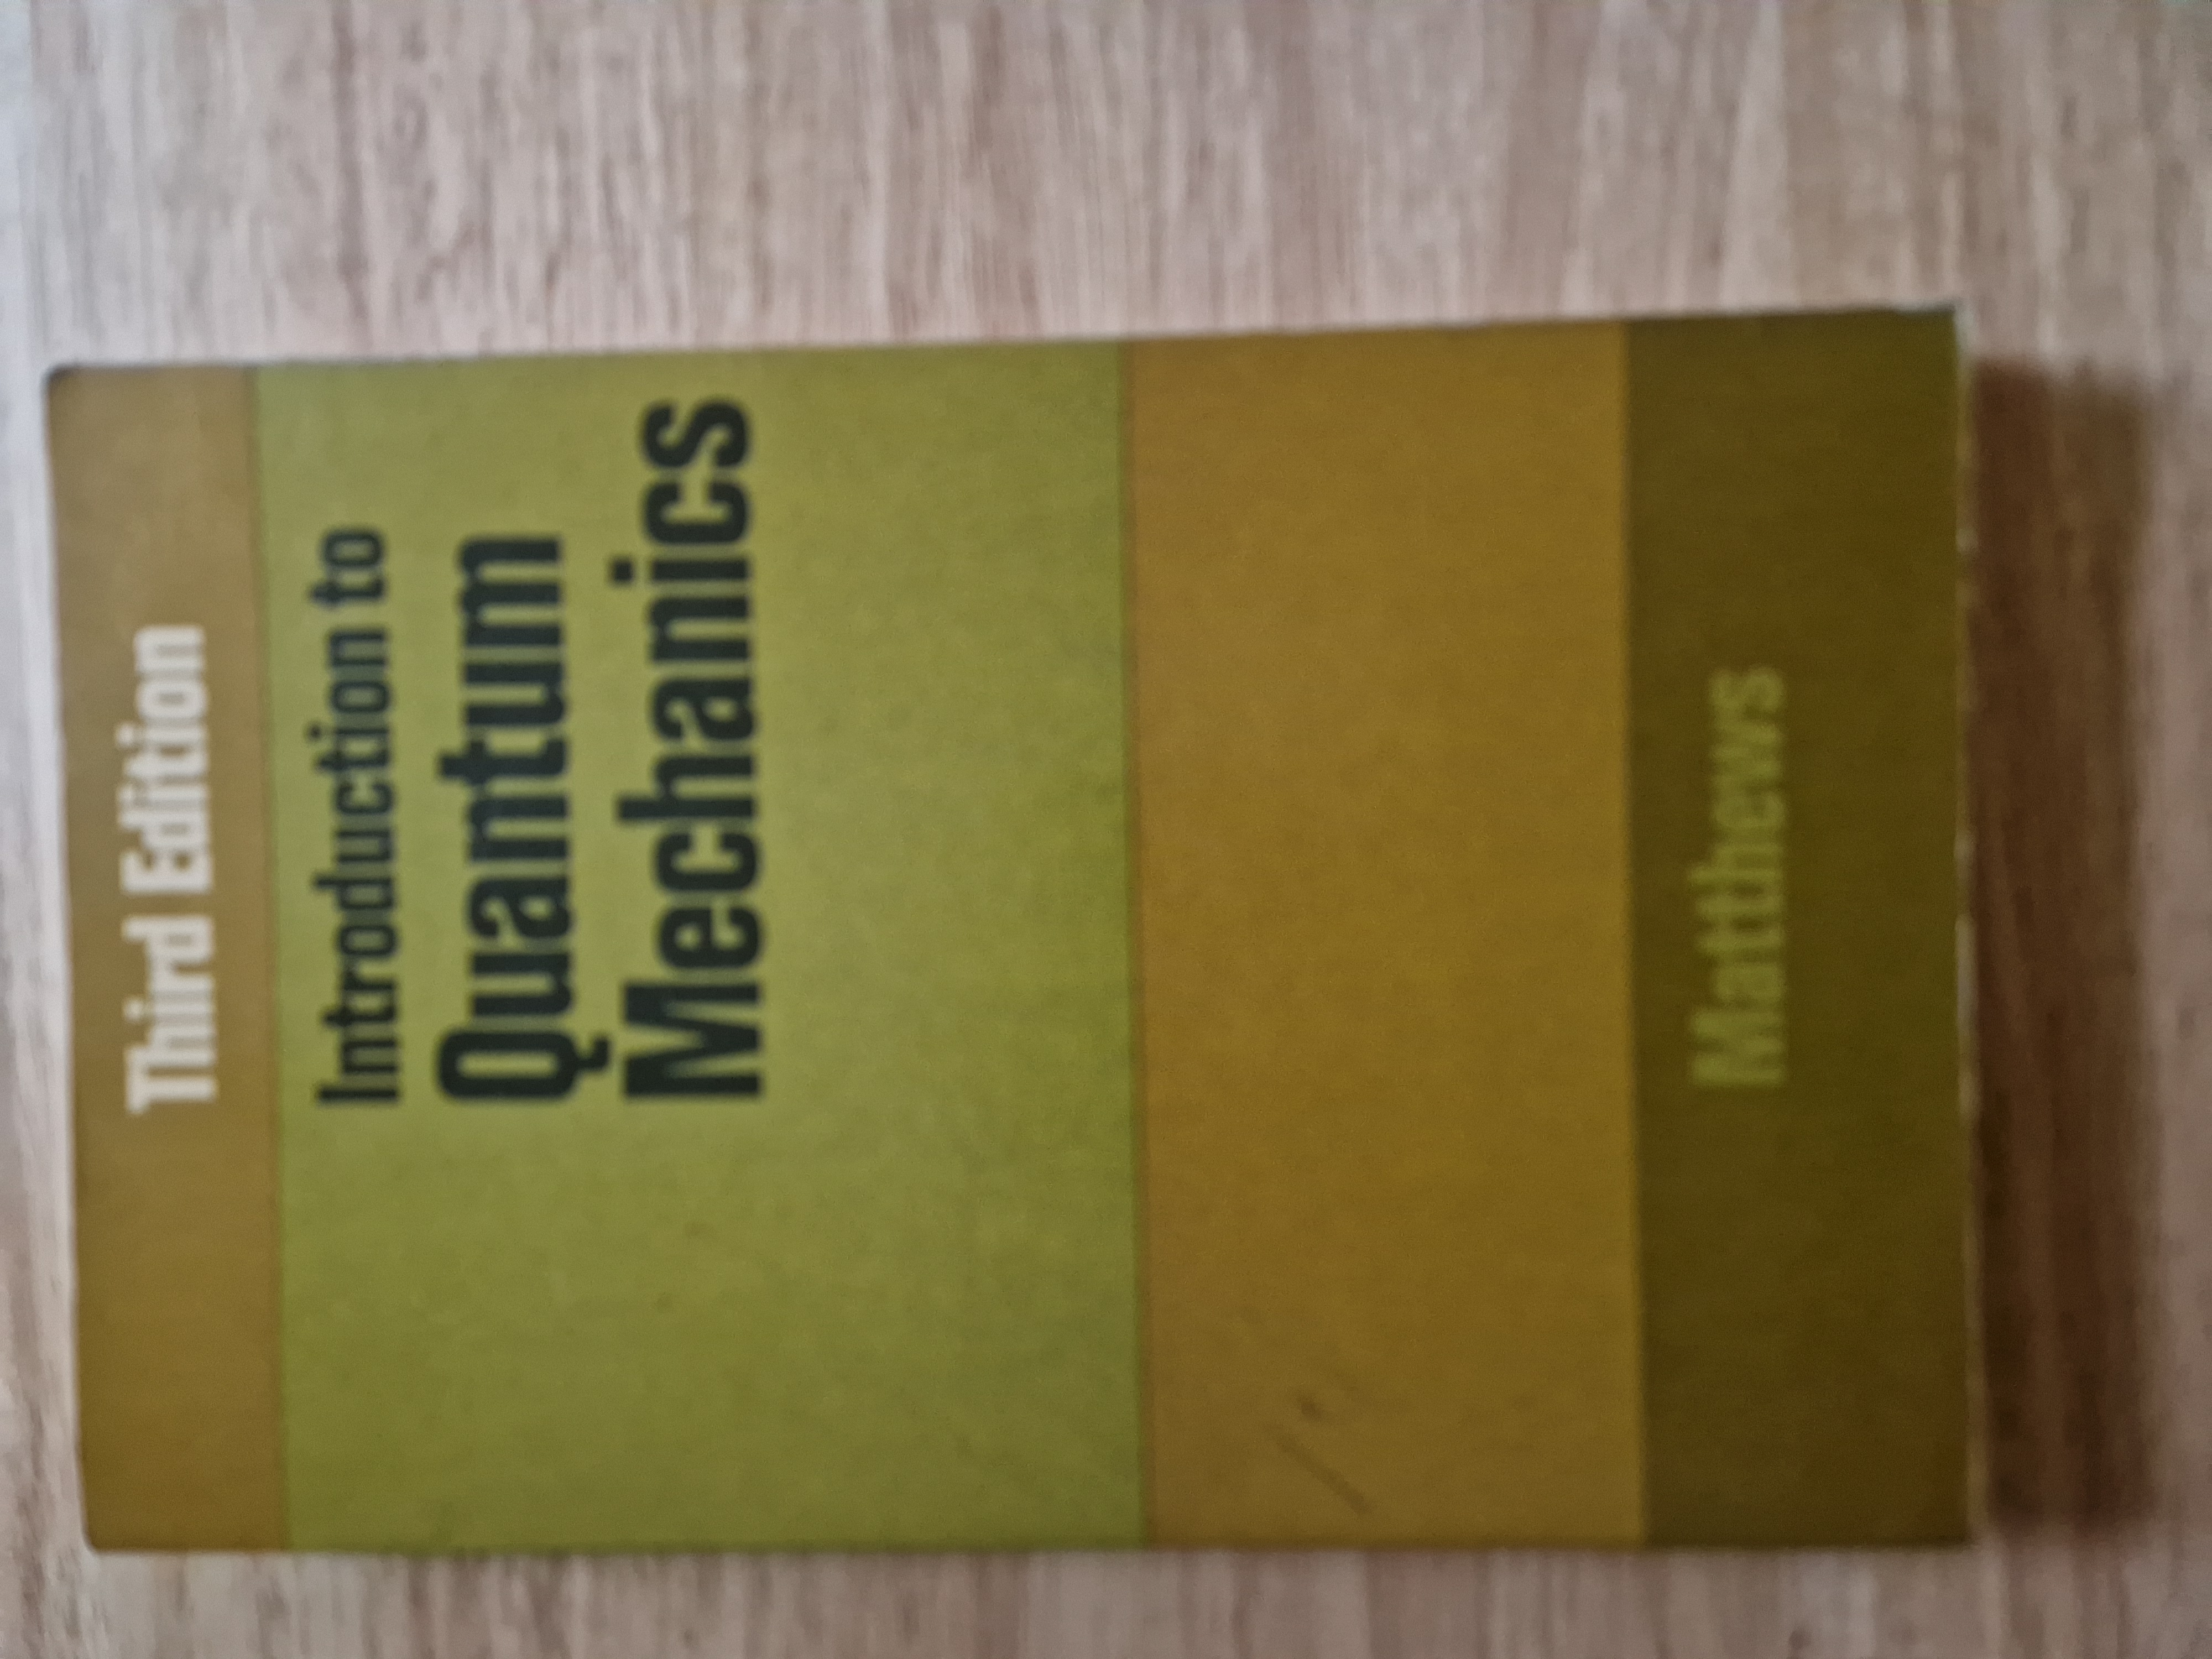 Third Edition
Introduction to
Quantum
Mechanics
Matthews